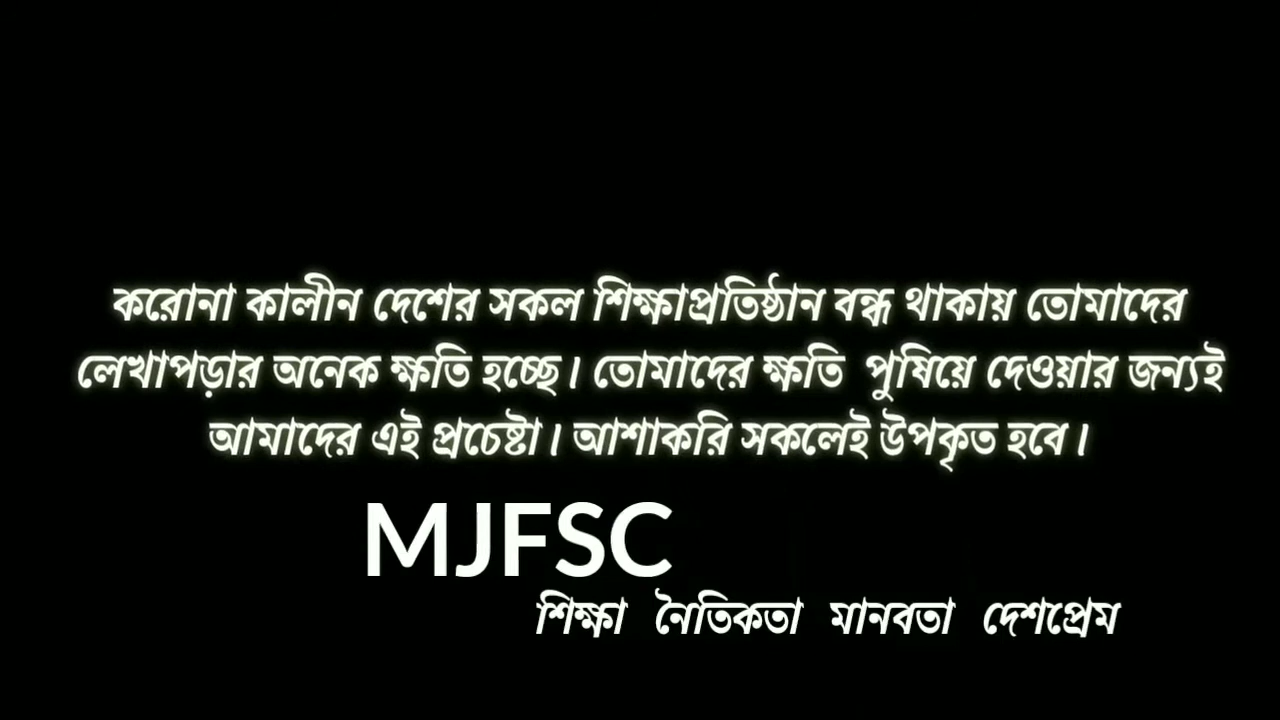 করোনা কালীন দেশের সকল শিক্ষাপ্রতিষ্ঠান বন্ধ থাকায় তোমাদের
লেখাপড়ার অনেক ক্ষতি হচ্ছে। তোমাদের ক্ষতি পুষিয়ে দেওয়ার জন্যই
আমাদের এই প্রচেষ্টা। আশাকরি সকলেই উপকৃত হবে।
MJFSC
শিক্ষা নৈতিকতা মানবতা দেশপ্রেম